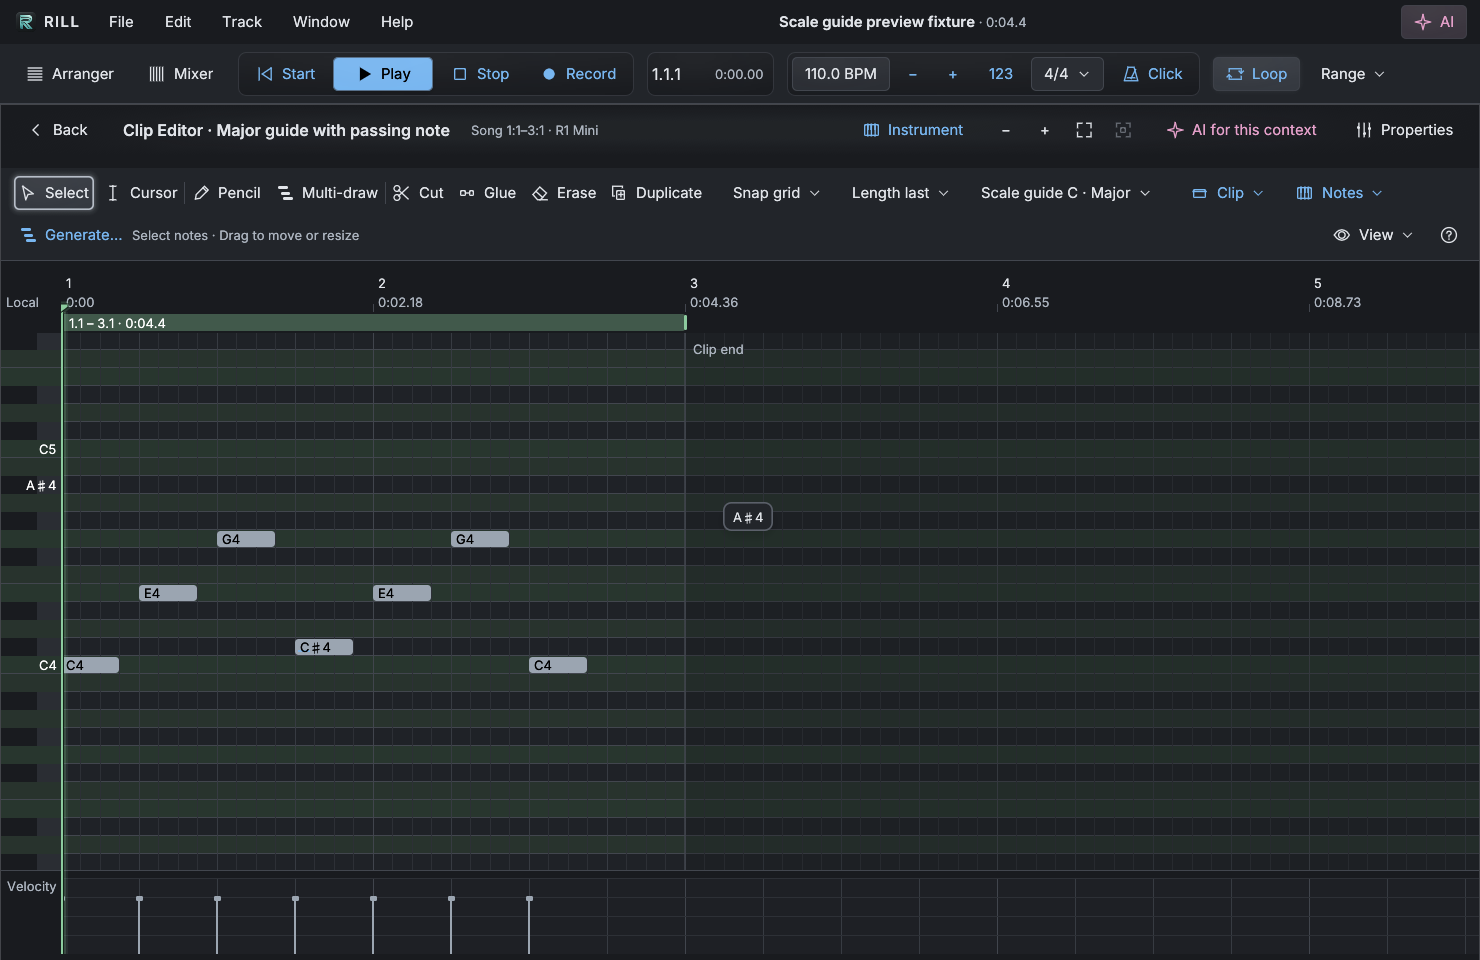 RILL File Edit Track Window Help Scale guide preview fixture · 0:04.4 AI
Arranger Mixer Start Play Stop Record 1.1.1 0:00.00 110.0 BPM − + 123 4/4 Click Loop Range
Back Clip Editor · Major guide with passing note Song 1:1–3:1 · R1 Mini Instrument − + AI for this context Properties
Select Cursor Pencil Multi-draw Cut Glue Erase Duplicate Snap grid Length last Scale guide C · Major Clip Notes
Generate... Select notes · Drag to move or resize View ?
1 2 3 4 5
Local 0:00 0:02.18 0:04.36 0:06.55 0:08.73
1.1 – 3.1 · 0:04.4
Clip end
C5
A♯4
A♯4
G4 G4
E4 E4
C♯4
C4 C4 C4
Velocity